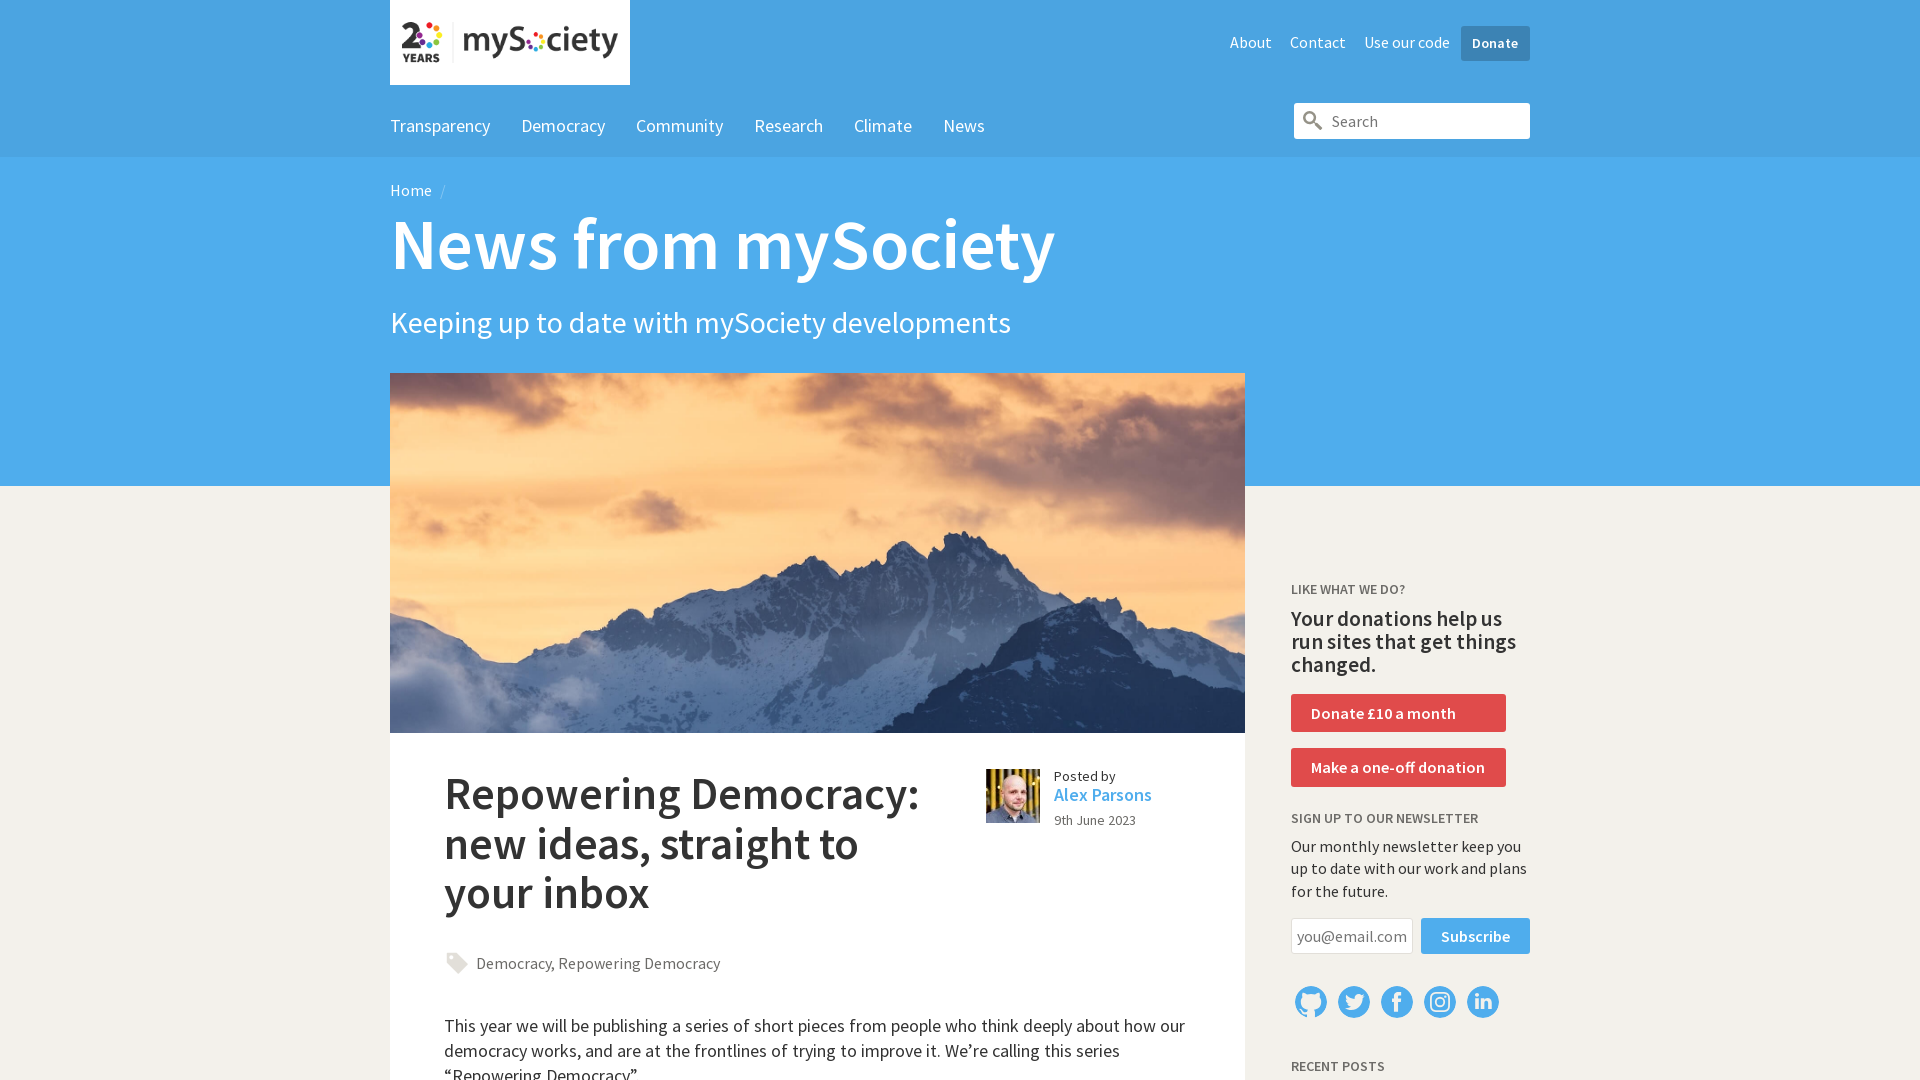 20 YEARS mySociety
About Contact Use our code Donate
Transparency Democracy Community Research Climate News
Search
Home /
News from mySociety
Keeping up to date with mySociety developments
Repowering Democracy:
new ideas, straight to
your inbox
Posted by
Alex Parsons
9th June 2023
Democracy, Repowering Democracy
This year we will be publishing a series of short pieces from people who think deeply about how our
democracy works, and are at the frontlines of trying to improve it. We’re calling this series
“Repowering Democracy”.
LIKE WHAT WE DO?
Your donations help us
run sites that get things
changed.
Donate £10 a month
Make a one-off donation
SIGN UP TO OUR NEWSLETTER
Our monthly newsletter keep you
up to date with our work and plans
for the future.
you@email.com Subscribe
RECENT POSTS